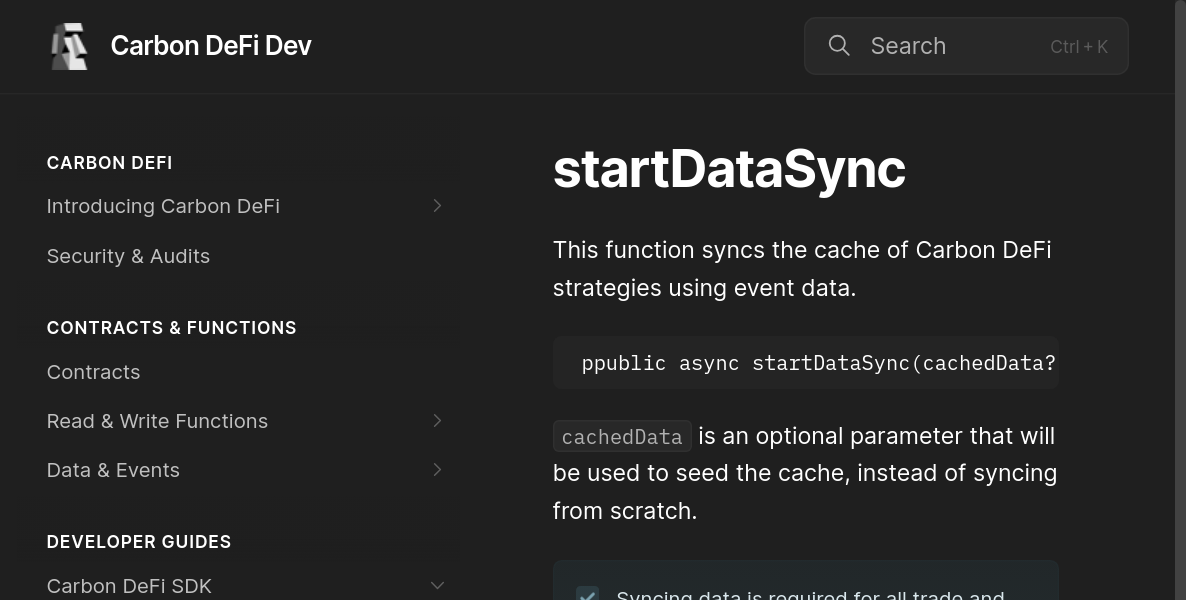 Carbon DeFi Dev
Search
Ctrl + K
CARBON DEFI
Introducing Carbon DeFi
Security & Audits
CONTRACTS & FUNCTIONS
Contracts
Read & Write Functions
Data & Events
DEVELOPER GUIDES
Carbon DeFi SDK
startDataSync
This function syncs the cache of Carbon DeFi
strategies using event data.
ppublic async startDataSync(cachedData?
cachedData is an optional parameter that will
be used to seed the cache, instead of syncing
from scratch.
Syncing data is required for all trade and